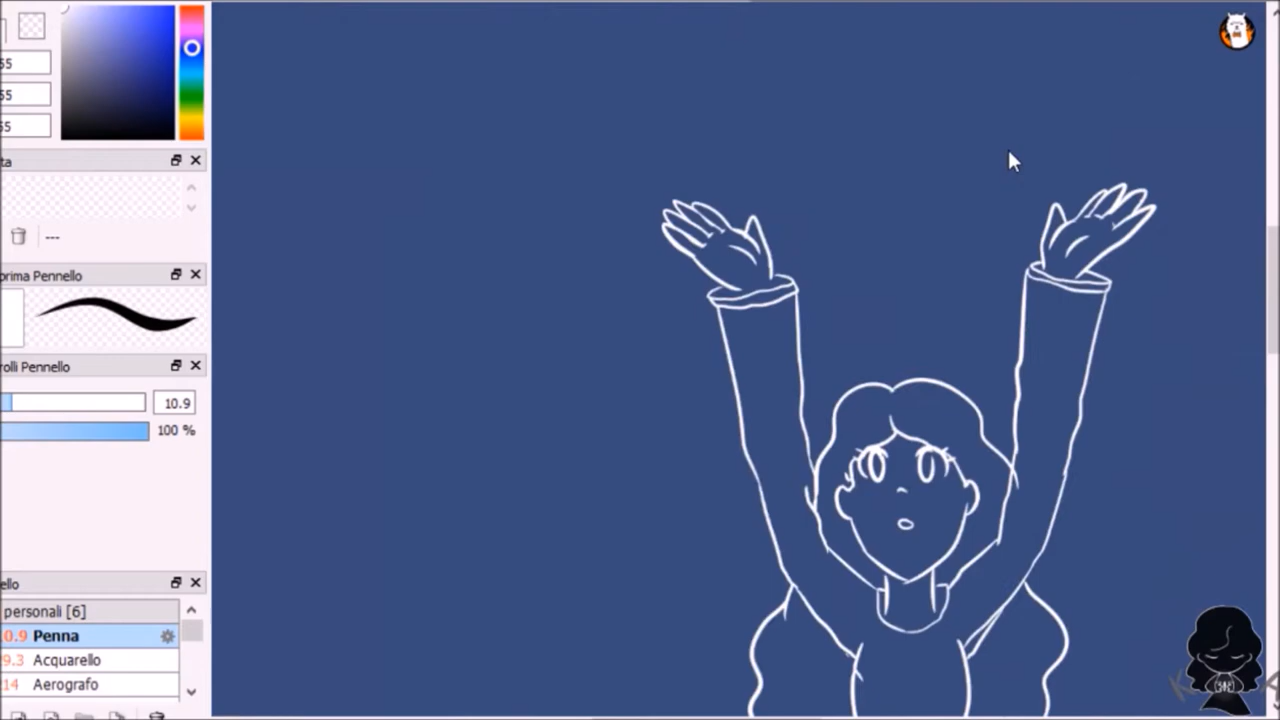 55
55
55
ta
---
prima Pennello
olli Pennello
10.9
100 %
ello
personali [6]
0.9 Penna
9.3 Acquarello
14 Aerografo